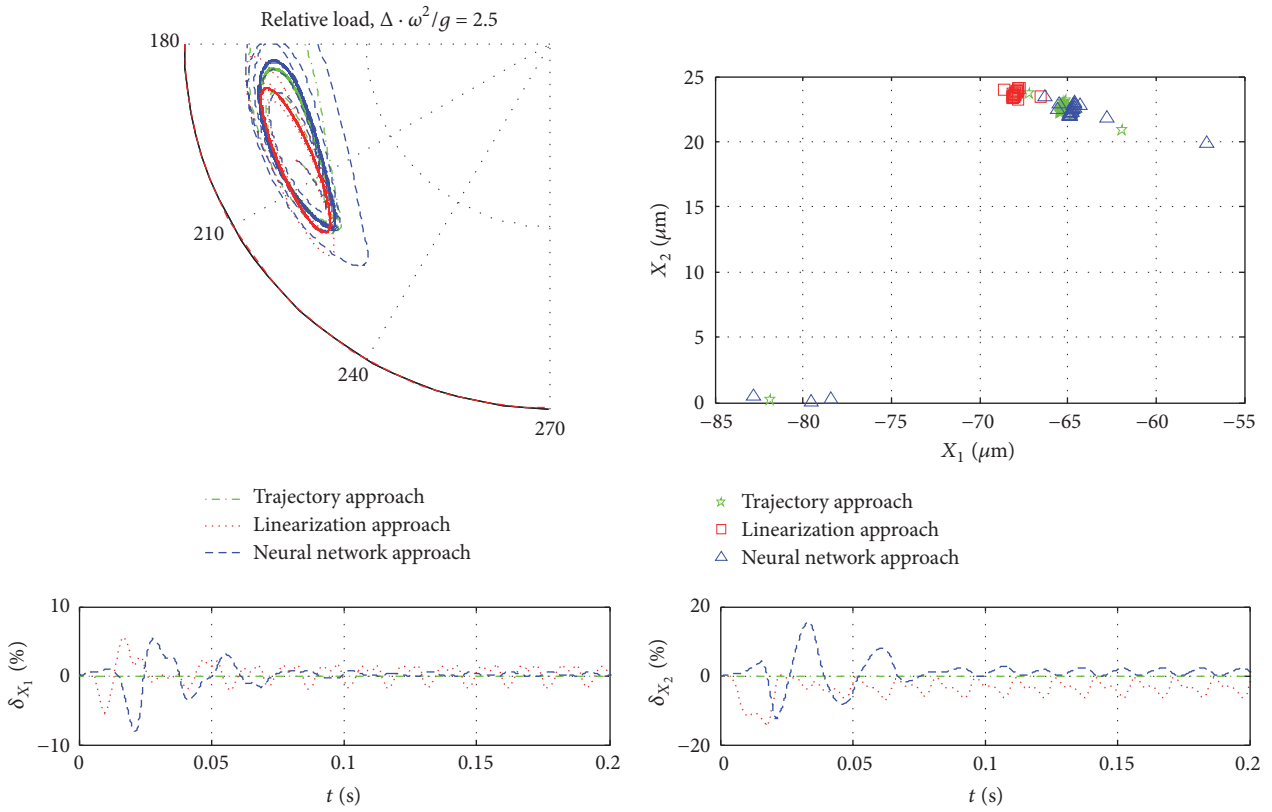 Relative load, Δ · ω²/g = 2.5
180
210
240
270
Trajectory approach
Linearization approach
Neural network approach
25
20
15
10
5
0
X₂ (μm)
−85
−80
−75
−70
−65
−60
−55
X₁ (μm)
Trajectory approach
Linearization approach
Neural network approach
10
0
−10
δX₁ (%)
0
0.05
0.1
0.15
0.2
t (s)
20
0
−20
δX₂ (%)
0
0.05
0.1
0.15
0.2
t (s)